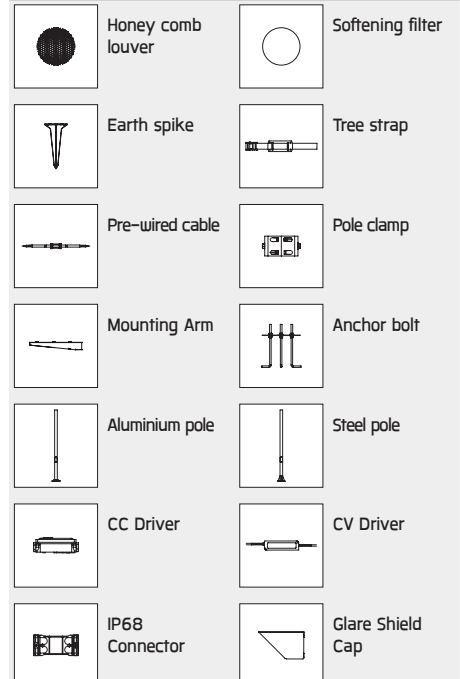 Honey comb
louver
Softening filter
Earth spike
Tree strap
Pre-wired cable
Pole clamp
Mounting Arm
Anchor bolt
Aluminium pole
Steel pole
CC Driver
CV Driver
IP68
Connector
Glare Shield
Cap